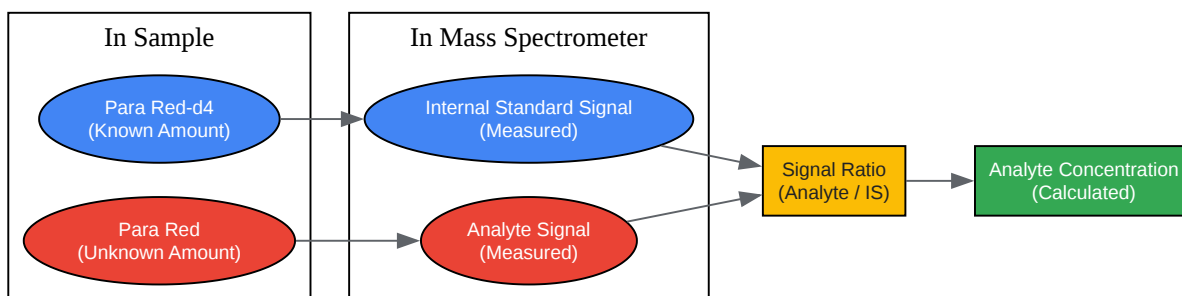 In Sample
In Mass Spectrometer
Para Red-d4
(Known Amount)
Internal Standard Signal
(Measured)
Signal Ratio
(Analyte / IS)
Analyte Concentration
(Calculated)
Para Red
(Unknown Amount)
Analyte Signal
(Measured)